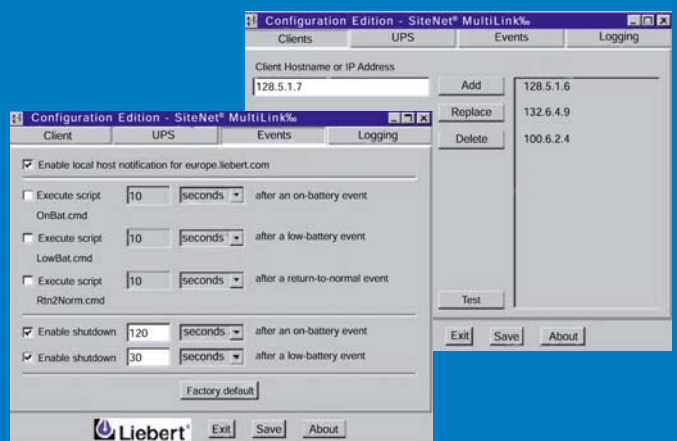 Configuration Edition - SiteNet® MultiLink‰
Clients UPS Events Logging
Client Hostname or IP Address
128.5.1.7 Add 128.5.1.6
Replace 132.6.4.9
Delete 100.6.2.4
Test
Exit Save About
Configuration Edition - SiteNet® MultiLink‰
Client UPS Events Logging
Enable local host notification for europe.liebert.com
Execute script 10 seconds after an on-battery event
OnBat.cmd
Execute script 10 seconds after a low-battery event
LowBat.cmd
Execute script 10 seconds after a return-to-normal event
Rtn2Norm.cmd
Enable shutdown 120 seconds after an on-battery event
Enable shutdown 30 seconds after a low-battery event
Factory default
Liebert® Exit Save About